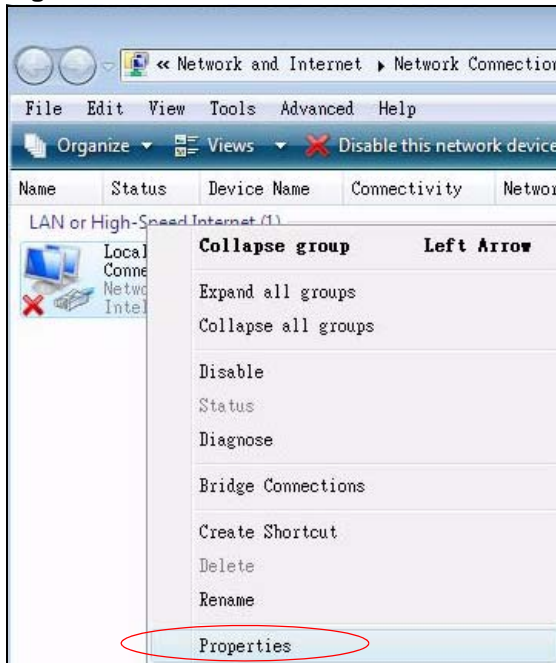 « Network and Internet ▸ Network Connection
File Edit View Tools Advanced Help
Organize Views Disable this network device
Name Status Device Name Connectivity Networ
LAN or High-Speed Internet (1)
Collapse group Left Arrow
Local
Conne
Netwo
Intel
Expand all groups
Collapse all groups
Disable
Status
Diagnose
Bridge Connections
Create Shortcut
Delete
Rename
Properties